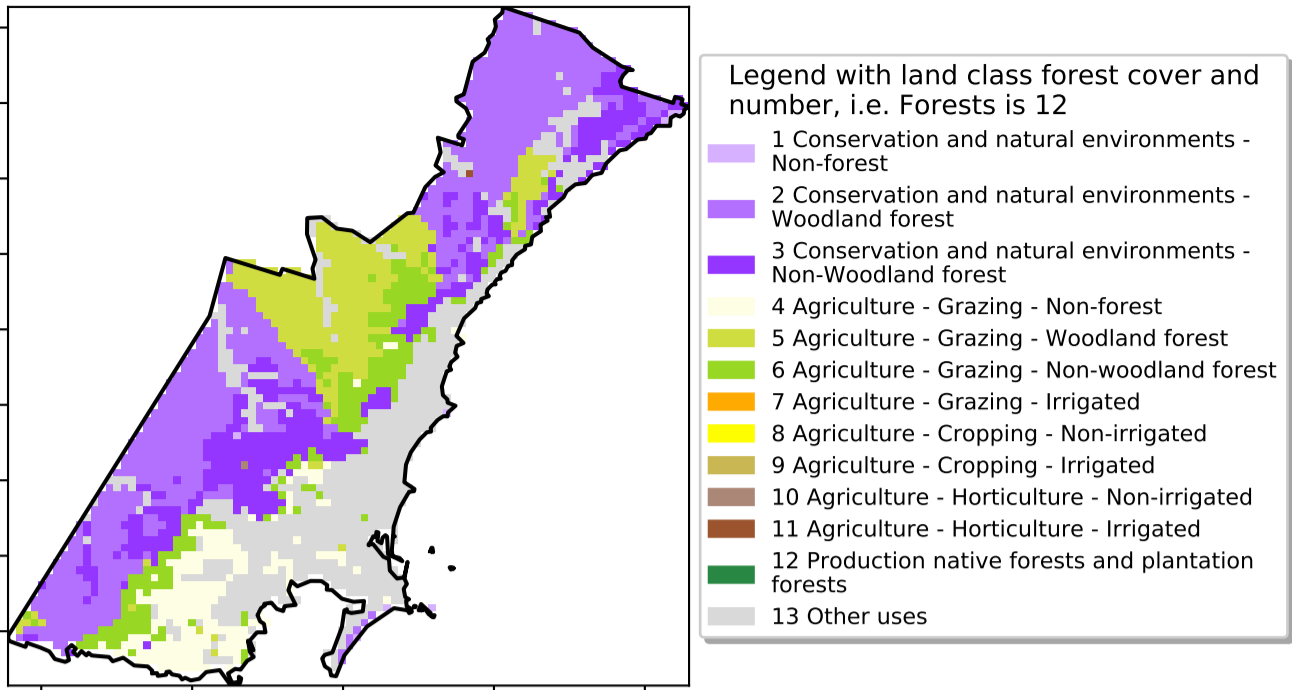 Legend with land class forest cover and
number, i.e. Forests is 12
1 Conservation and natural environments -
Non-forest
2 Conservation and natural environments -
Woodland forest
3 Conservation and natural environments -
Non-Woodland forest
4 Agriculture - Grazing - Non-forest
5 Agriculture - Grazing - Woodland forest
6 Agriculture - Grazing - Non-woodland forest
7 Agriculture - Grazing - Irrigated
8 Agriculture - Cropping - Non-irrigated
9 Agriculture - Cropping - Irrigated
10 Agriculture - Horticulture - Non-irrigated
11 Agriculture - Horticulture - Irrigated
12 Production native forests and plantation
forests
13 Other uses